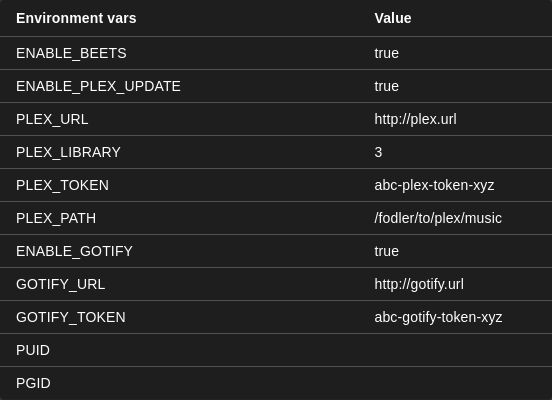 Environment vars Value
ENABLE_BEETS true
ENABLE_PLEX_UPDATE true
PLEX_URL http://plex.url
PLEX_LIBRARY 3
PLEX_TOKEN abc-plex-token-xyz
PLEX_PATH /fodler/to/plex/music
ENABLE_GOTIFY true
GOTIFY_URL http://gotify.url
GOTIFY_TOKEN abc-gotify-token-xyz
PUID
PGID